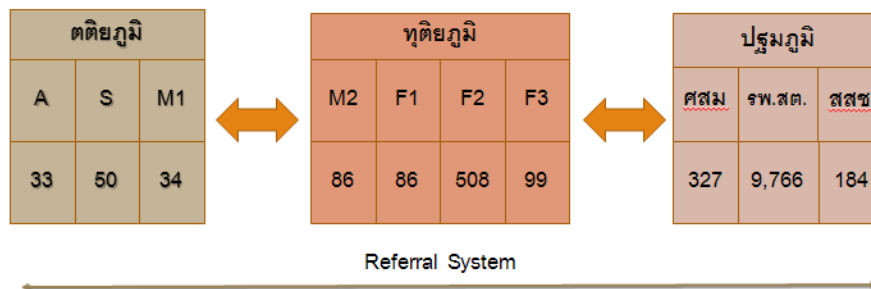 ตติยภูมิ
A S M1
33 50 34
ทุติยภูมิ
M2 F1 F2 F3
86 86 508 99
ปฐมภูมิ
ศสม รพ.สต. สสช
327 9,766 184
Referral System